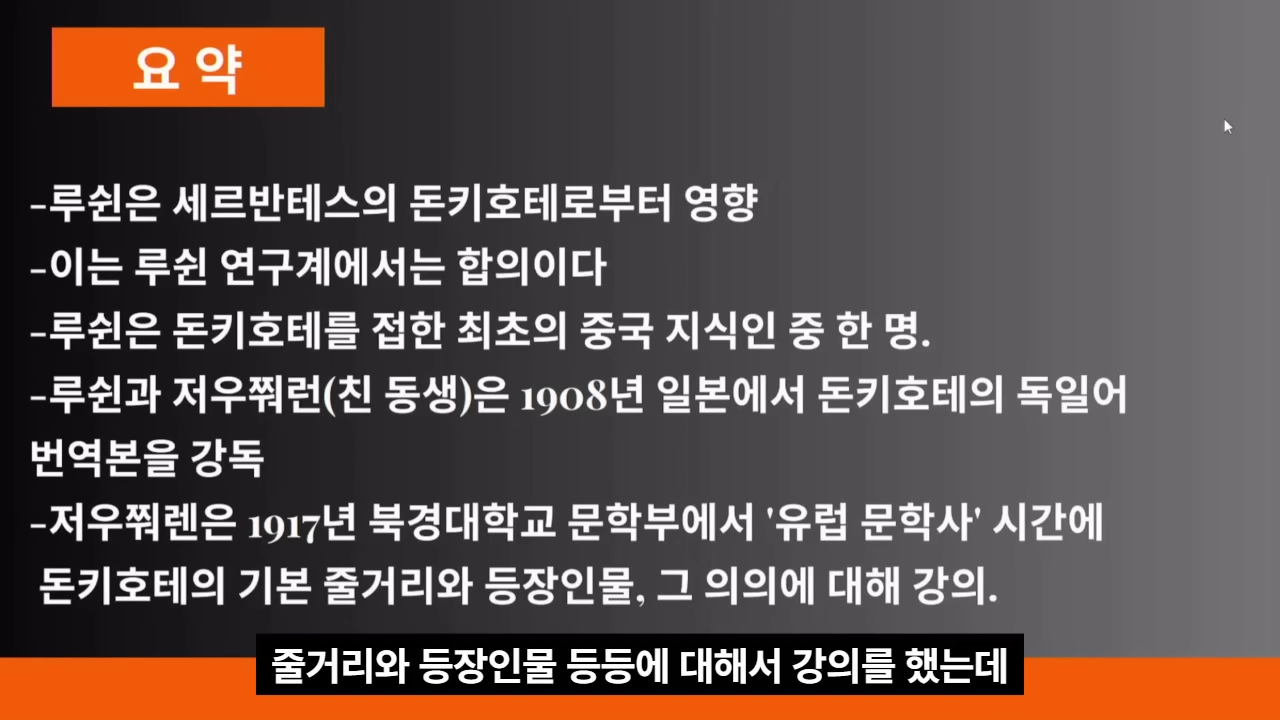 요 약
-루쉰은 세르반테스의 돈키호테로부터 영향
-이는 루쉰 연구계에서는 합의이다
-루쉰은 돈키호테를 접한 최초의 중국 지식인 중 한 명.
-루쉰과 저우쭤런(친 동생)은 1908년 일본에서 돈키호테의 독일어
번역본을 강독
-저우쭤렌은 1917년 북경대학교 문학부에서 '유럽 문학사' 시간에
돈키호테의 기본 줄거리와 등장인물, 그 의의에 대해 강의.
줄거리와 등장인물 등등에 대해서 강의를 했는데